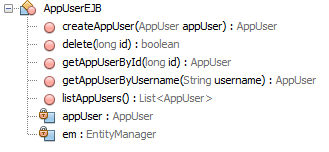 AppUserEJB
createAppUser(AppUser appUser) : AppUser
delete(long id) : boolean
getAppUserById(long id) : AppUser
getAppUserByUsername(String username) : AppUser
listAppUsers() : List<AppUser>
appUser : AppUser
em : EntityManager